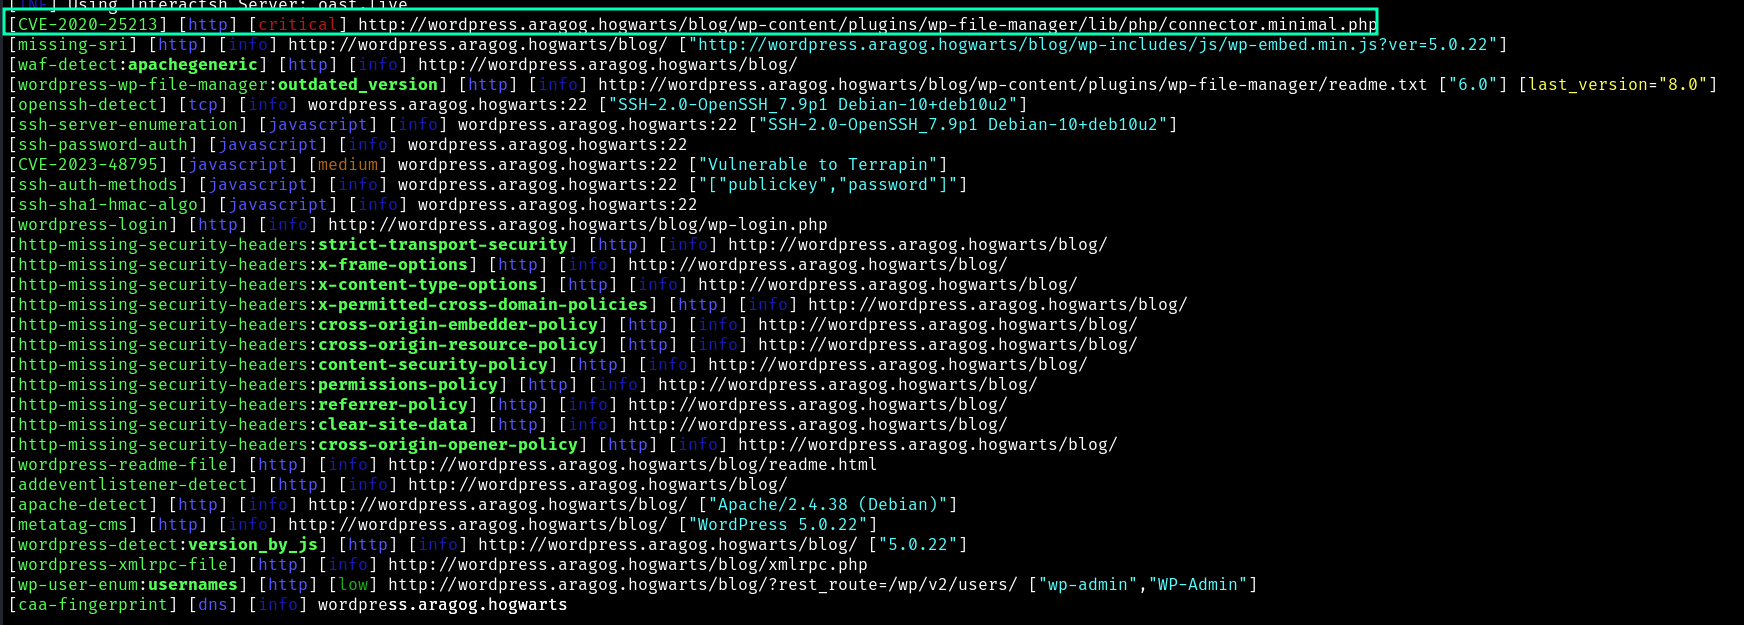 [INF] Using Interactsh Server: oast.live
[CVE-2020-25213] [http] [critical] http://wordpress.aragog.hogwarts/blog/wp-content/plugins/wp-file-manager/lib/php/connector.minimal.php
[missing-sri] [http] [info] http://wordpress.aragog.hogwarts/blog/ ["http://wordpress.aragog.hogwarts/blog/wp-includes/js/wp-embed.min.js?ver=5.0.22"]
[waf-detect:apachegeneric] [http] [info] http://wordpress.aragog.hogwarts/blog/
[wordpress-wp-file-manager:outdated_version] [http] [info] http://wordpress.aragog.hogwarts/blog/wp-content/plugins/wp-file-manager/readme.txt ["6.0"] [last_version="8.0"]
[openssh-detect] [tcp] [info] wordpress.aragog.hogwarts:22 ["SSH-2.0-OpenSSH_7.9p1 Debian-10+deb10u2"]
[ssh-server-enumeration] [javascript] [info] wordpress.aragog.hogwarts:22 ["SSH-2.0-OpenSSH_7.9p1 Debian-10+deb10u2"]
[ssh-password-auth] [javascript] [info] wordpress.aragog.hogwarts:22
[CVE-2023-48795] [javascript] [medium] wordpress.aragog.hogwarts:22 ["Vulnerable to Terrapin"]
[ssh-auth-methods] [javascript] [info] wordpress.aragog.hogwarts:22 ["["publickey","password"]"]
[ssh-sha1-hmac-algo] [javascript] [info] wordpress.aragog.hogwarts:22
[wordpress-login] [http] [info] http://wordpress.aragog.hogwarts/blog/wp-login.php
[http-missing-security-headers:strict-transport-security] [http] [info] http://wordpress.aragog.hogwarts/blog/
[http-missing-security-headers:x-frame-options] [http] [info] http://wordpress.aragog.hogwarts/blog/
[http-missing-security-headers:x-content-type-options] [http] [info] http://wordpress.aragog.hogwarts/blog/
[http-missing-security-headers:x-permitted-cross-domain-policies] [http] [info] http://wordpress.aragog.hogwarts/blog/
[http-missing-security-headers:cross-origin-embedder-policy] [http] [info] http://wordpress.aragog.hogwarts/blog/
[http-missing-security-headers:cross-origin-resource-policy] [http] [info] http://wordpress.aragog.hogwarts/blog/
[http-missing-security-headers:content-security-policy] [http] [info] http://wordpress.aragog.hogwarts/blog/
[http-missing-security-headers:permissions-policy] [http] [info] http://wordpress.aragog.hogwarts/blog/
[http-missing-security-headers:referrer-policy] [http] [info] http://wordpress.aragog.hogwarts/blog/
[http-missing-security-headers:clear-site-data] [http] [info] http://wordpress.aragog.hogwarts/blog/
[http-missing-security-headers:cross-origin-opener-policy] [http] [info] http://wordpress.aragog.hogwarts/blog/
[wordpress-readme-file] [http] [info] http://wordpress.aragog.hogwarts/blog/readme.html
[addeventlistener-detect] [http] [info] http://wordpress.aragog.hogwarts/blog/
[apache-detect] [http] [info] http://wordpress.aragog.hogwarts/blog/ ["Apache/2.4.38 (Debian)"]
[metatag-cms] [http] [info] http://wordpress.aragog.hogwarts/blog/ ["WordPress 5.0.22"]
[wordpress-detect:version_by_js] [http] [info] http://wordpress.aragog.hogwarts/blog/ ["5.0.22"]
[wordpress-xmlrpc-file] [http] [info] http://wordpress.aragog.hogwarts/blog/xmlrpc.php
[wp-user-enum:usernames] [http] [low] http://wordpress.aragog.hogwarts/blog/?rest_route=/wp/v2/users/ ["wp-admin","WP-Admin"]
[caa-fingerprint] [dns] [info] wordpress.aragog.hogwarts